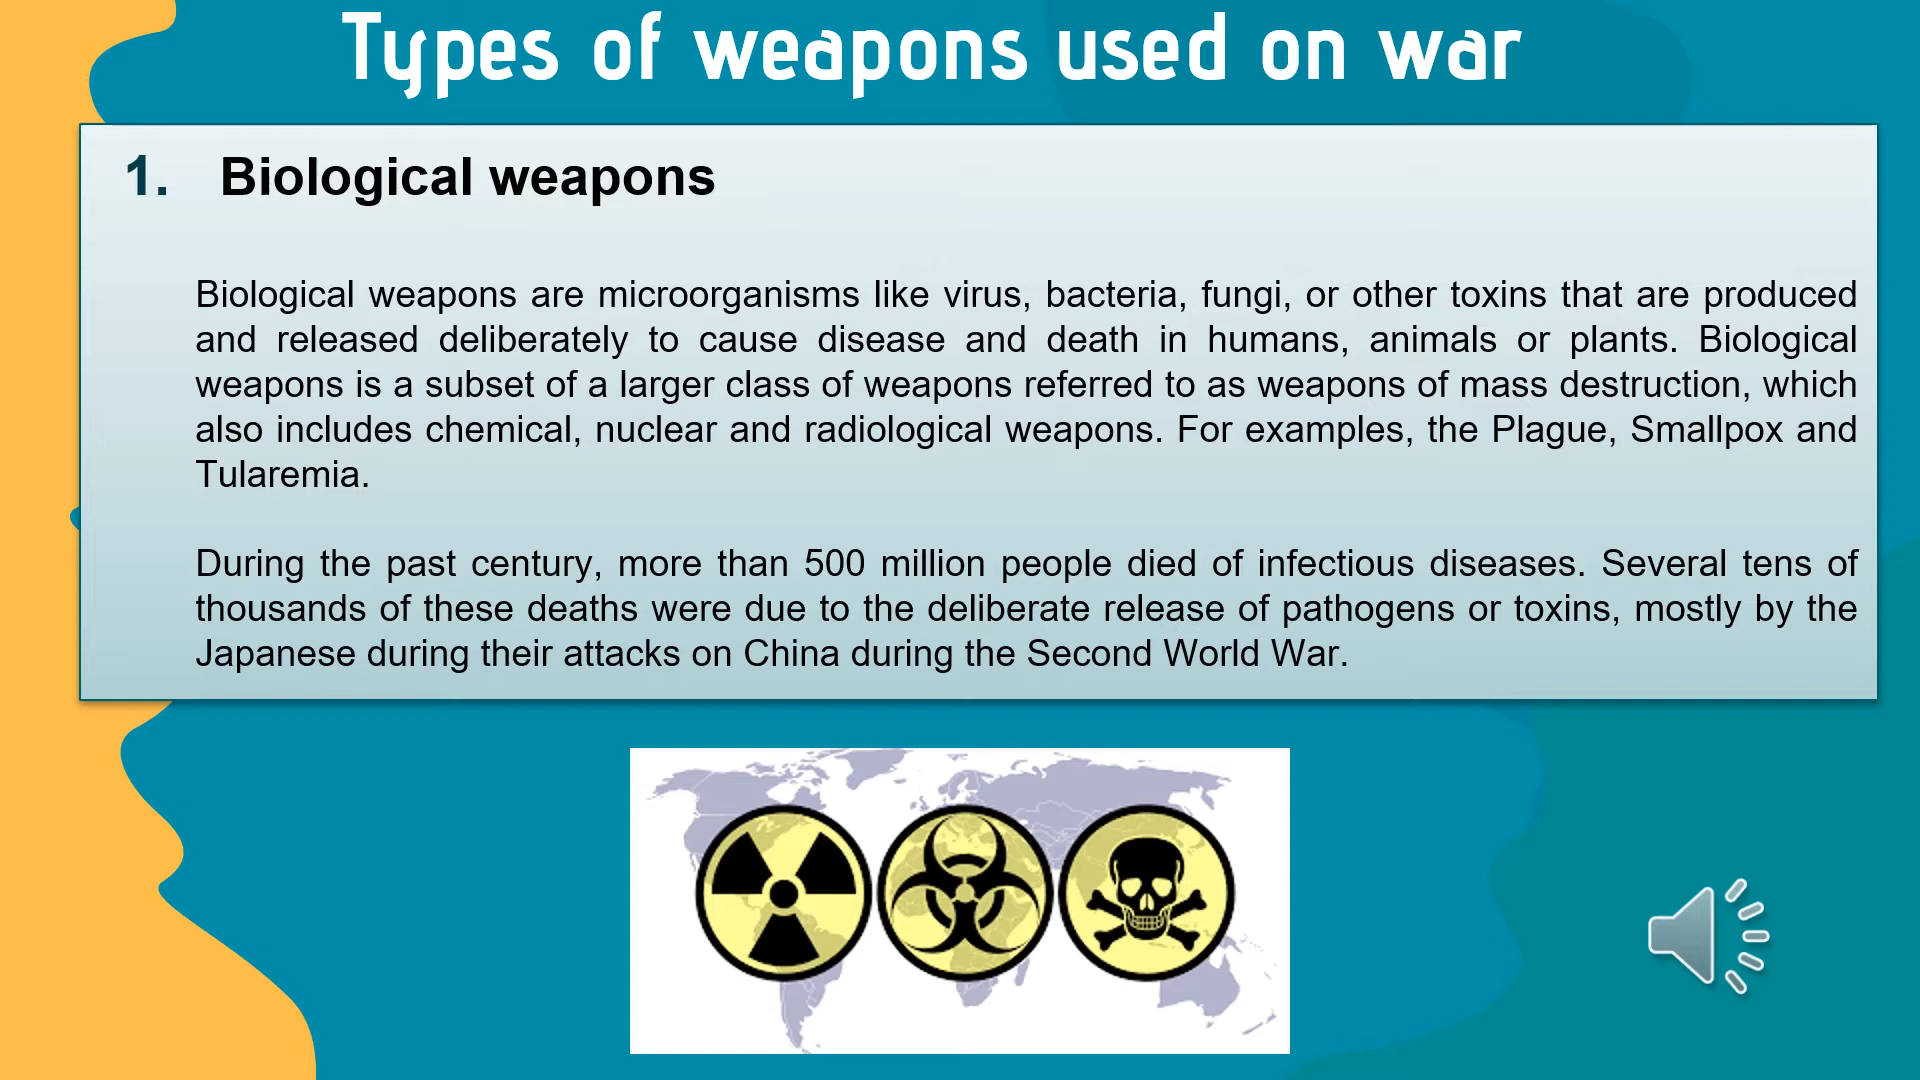 Types of weapons used on war
1. Biological weapons
Biological weapons are microorganisms like virus, bacteria, fungi, or other toxins that are produced
and released deliberately to cause disease and death in humans, animals or plants. Biological
weapons is a subset of a larger class of weapons referred to as weapons of mass destruction, which
also includes chemical, nuclear and radiological weapons. For examples, the Plague, Smallpox and
Tularemia.
During the past century, more than 500 million people died of infectious diseases. Several tens of
thousands of these deaths were due to the deliberate release of pathogens or toxins, mostly by the
Japanese during their attacks on China during the Second World War.